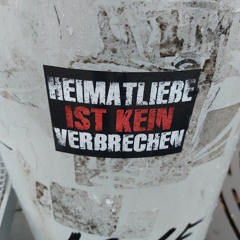 HEIMATLIEBE
IST KEIN
VERBRECHEN